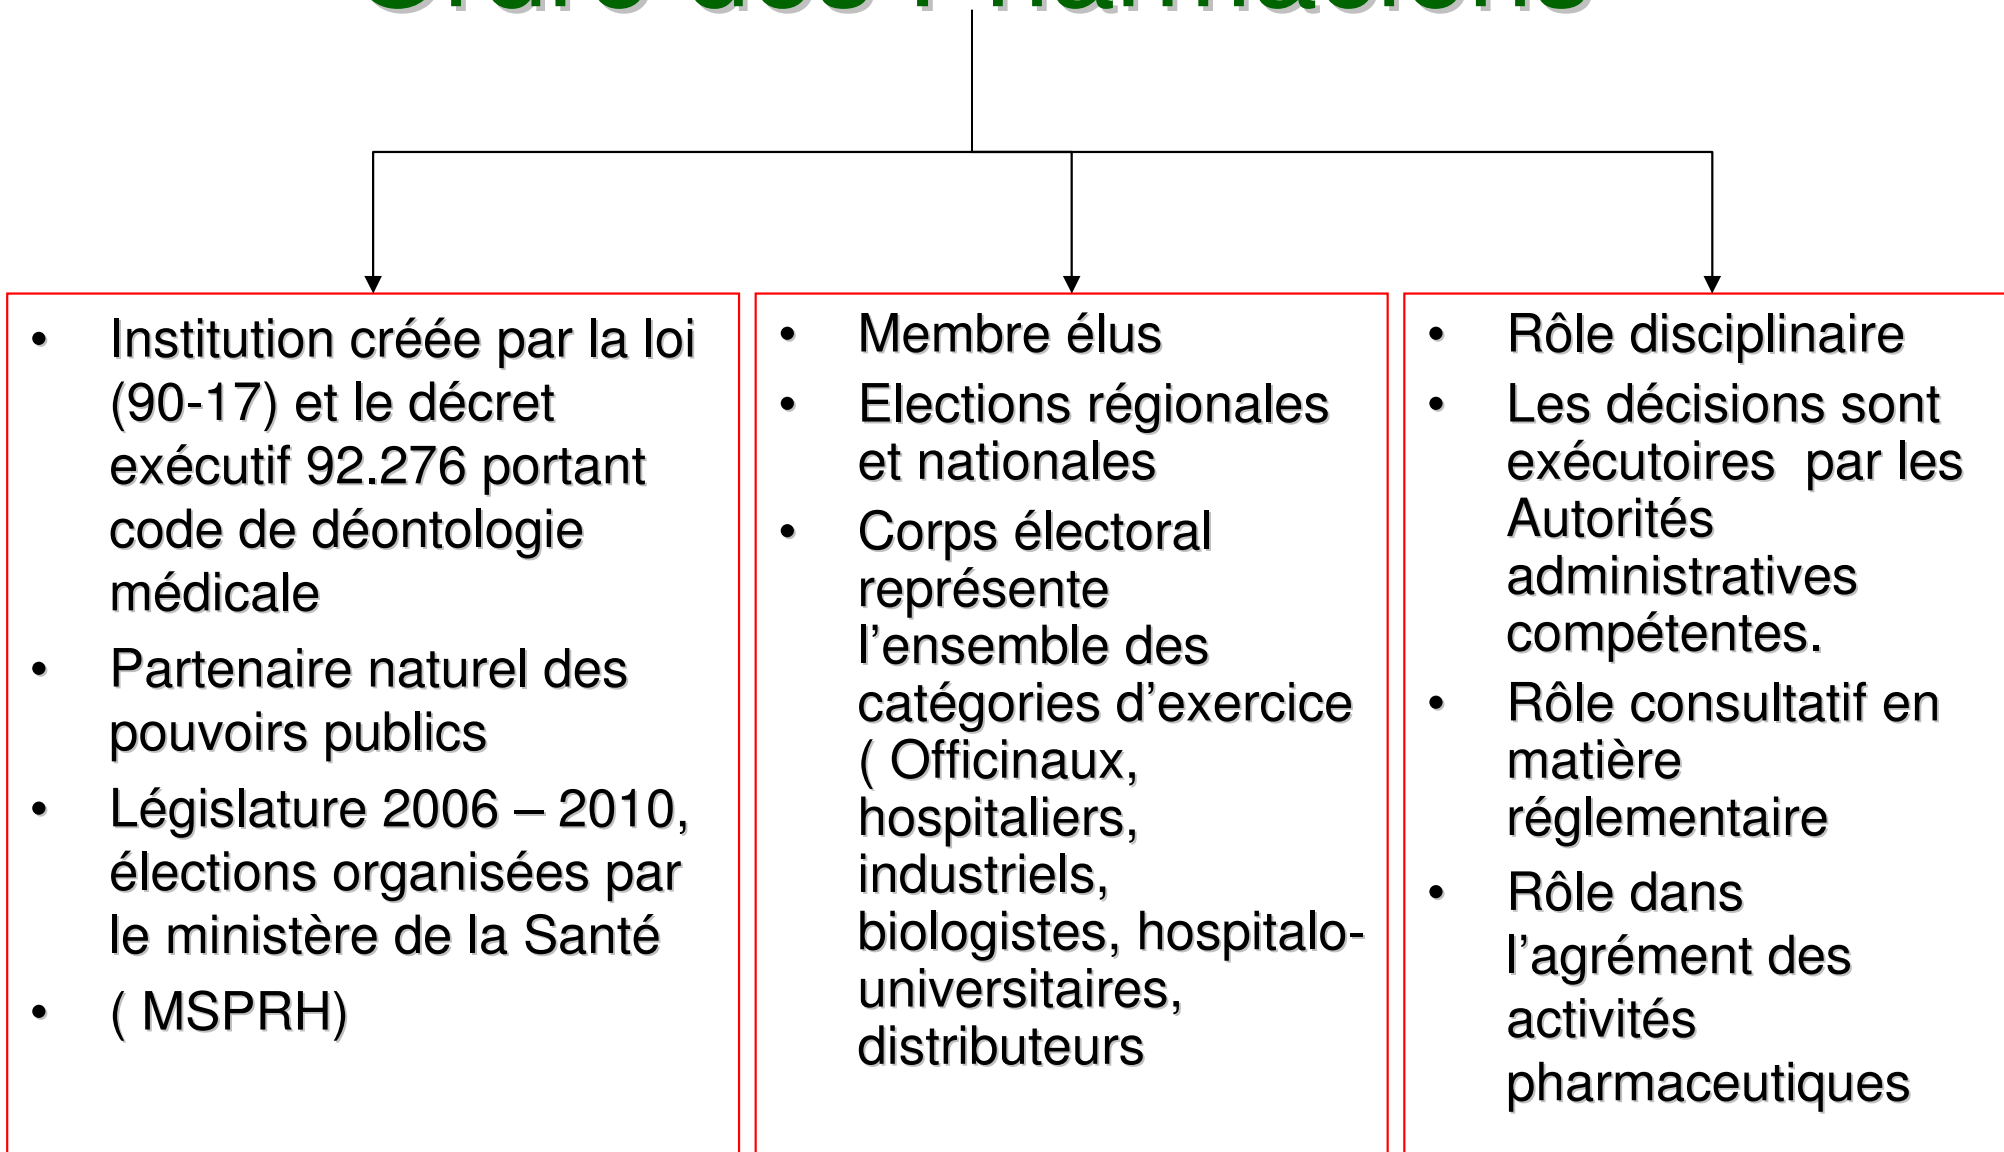 Ordre des Pharmaciens
• Institution créée par la loi
(90-17) et le décret
exécutif 92.276 portant
code de déontologie
médicale
• Partenaire naturel des
pouvoirs publics
• Législature 2006 – 2010,
élections organisées par
le ministère de la Santé
• ( MSPRH)
• Membre élus
• Elections régionales
et nationales
• Corps électoral
représente
l’ensemble des
catégories d’exercice
( Officinaux,
hospitaliers,
industriels,
biologistes, hospitalo-
universitaires,
distributeurs
• Rôle disciplinaire
• Les décisions sont
exécutoires par les
Autorités
administratives
compétentes.
• Rôle consultatif en
matière
réglementaire
• Rôle dans
l’agrément des
activités
pharmaceutiques